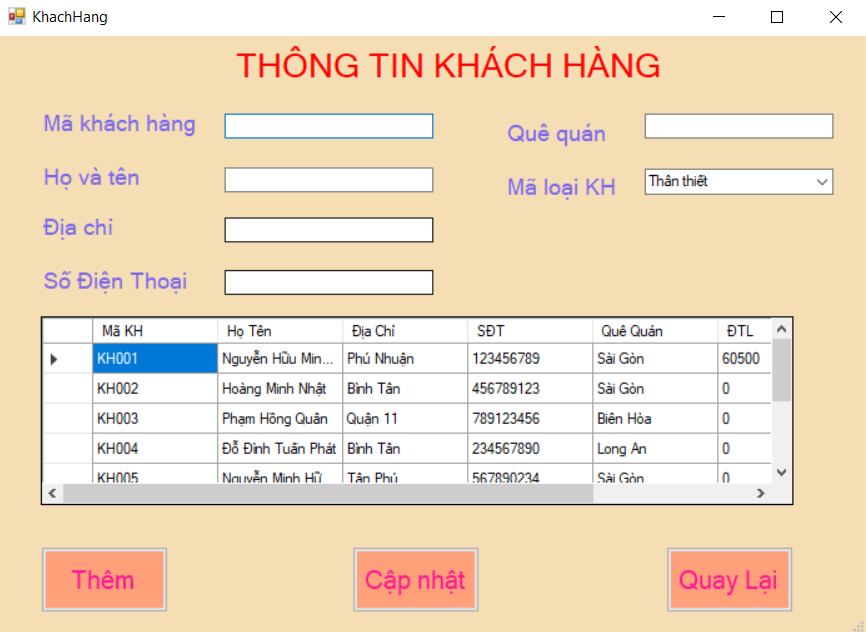 KhachHang
THÔNG TIN KHÁCH HÀNG
Mã khách hàng
Quê quán
Họ và tên
Mã loại KH Thân thiết
Địa chỉ
Số Điện Thoại
Mã KH Họ Tên Địa Chỉ SĐT Quê Quán ĐTL
KH001 Nguyễn Hữu Min... Phú Nhuận 123456789 Sài Gòn 60500
KH002 Hoàng Minh Nhật Bình Tân 456789123 Sài Gòn 0
KH003 Phạm Hồng Quân Quận 11 789123456 Biên Hòa 0
KH004 Đỗ Đình Tuấn Phát Bình Tân 234567890 Long An 0
KH005 Nguyễn Minh Hữ Tân Phú 567890234 Sài Gòn 0
Thêm Cập nhật Quay Lại